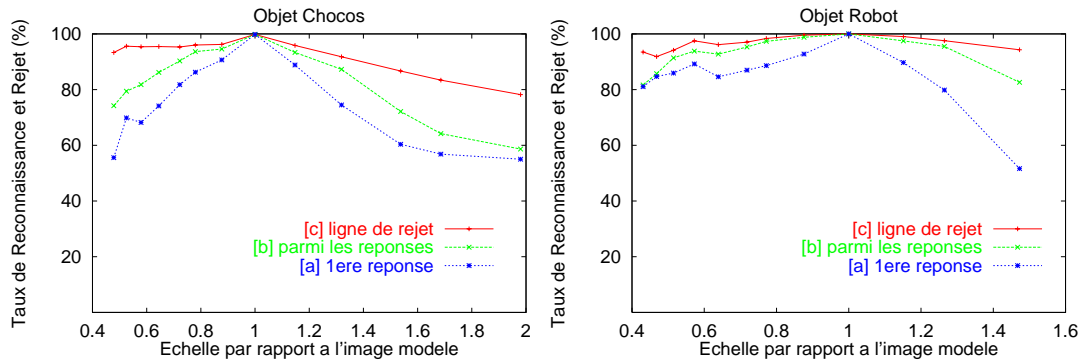 Objet Chocos
Taux de Reconnaissance et Rejet (%)
100
80
60
40
20
[c] ligne de rejet
[b] parmi les reponses
[a] 1ere reponse
0.4 0.6 0.8 1 1.2 1.4 1.6 1.8 2
Echelle par rapport a l'image modele
Objet Robot
Taux de Reconnaissance et Rejet (%)
100
80
60
40
20
[c] ligne de rejet
[b] parmi les reponses
[a] 1ere reponse
0.4 0.6 0.8 1 1.2 1.4 1.6
Echelle par rapport a l'image modele